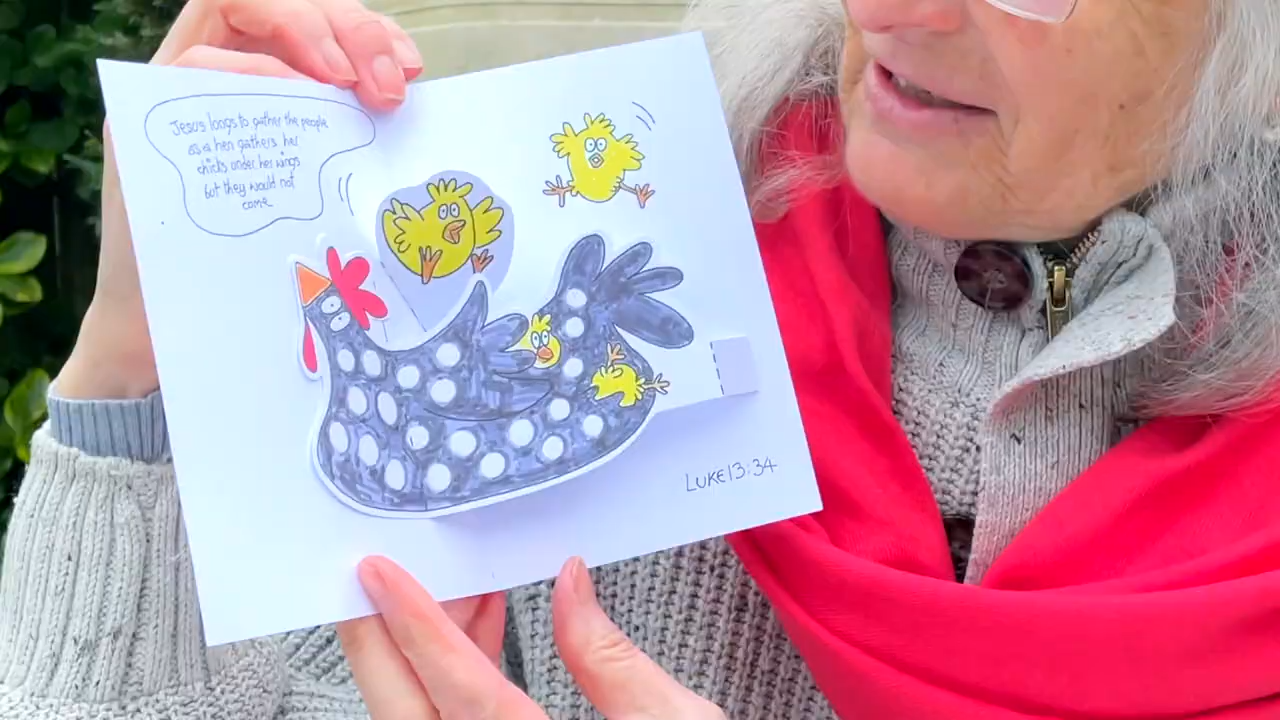 Jesus longs to gather the people
as a hen gathers her
chicks under her wings
but they would not
come
LUKE 13:34